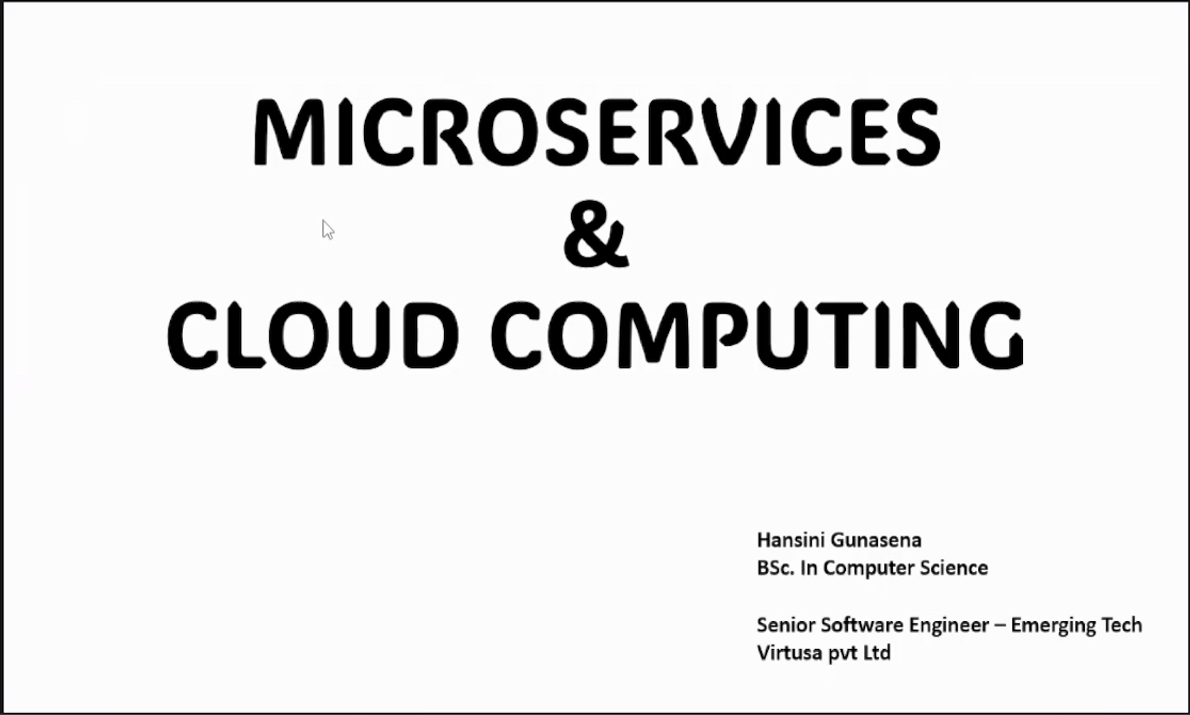 MICROSERVICES
&
CLOUD COMPUTING
Hansini Gunasena
BSc. In Computer Science
Senior Software Engineer – Emerging Tech
Virtusa pvt Ltd